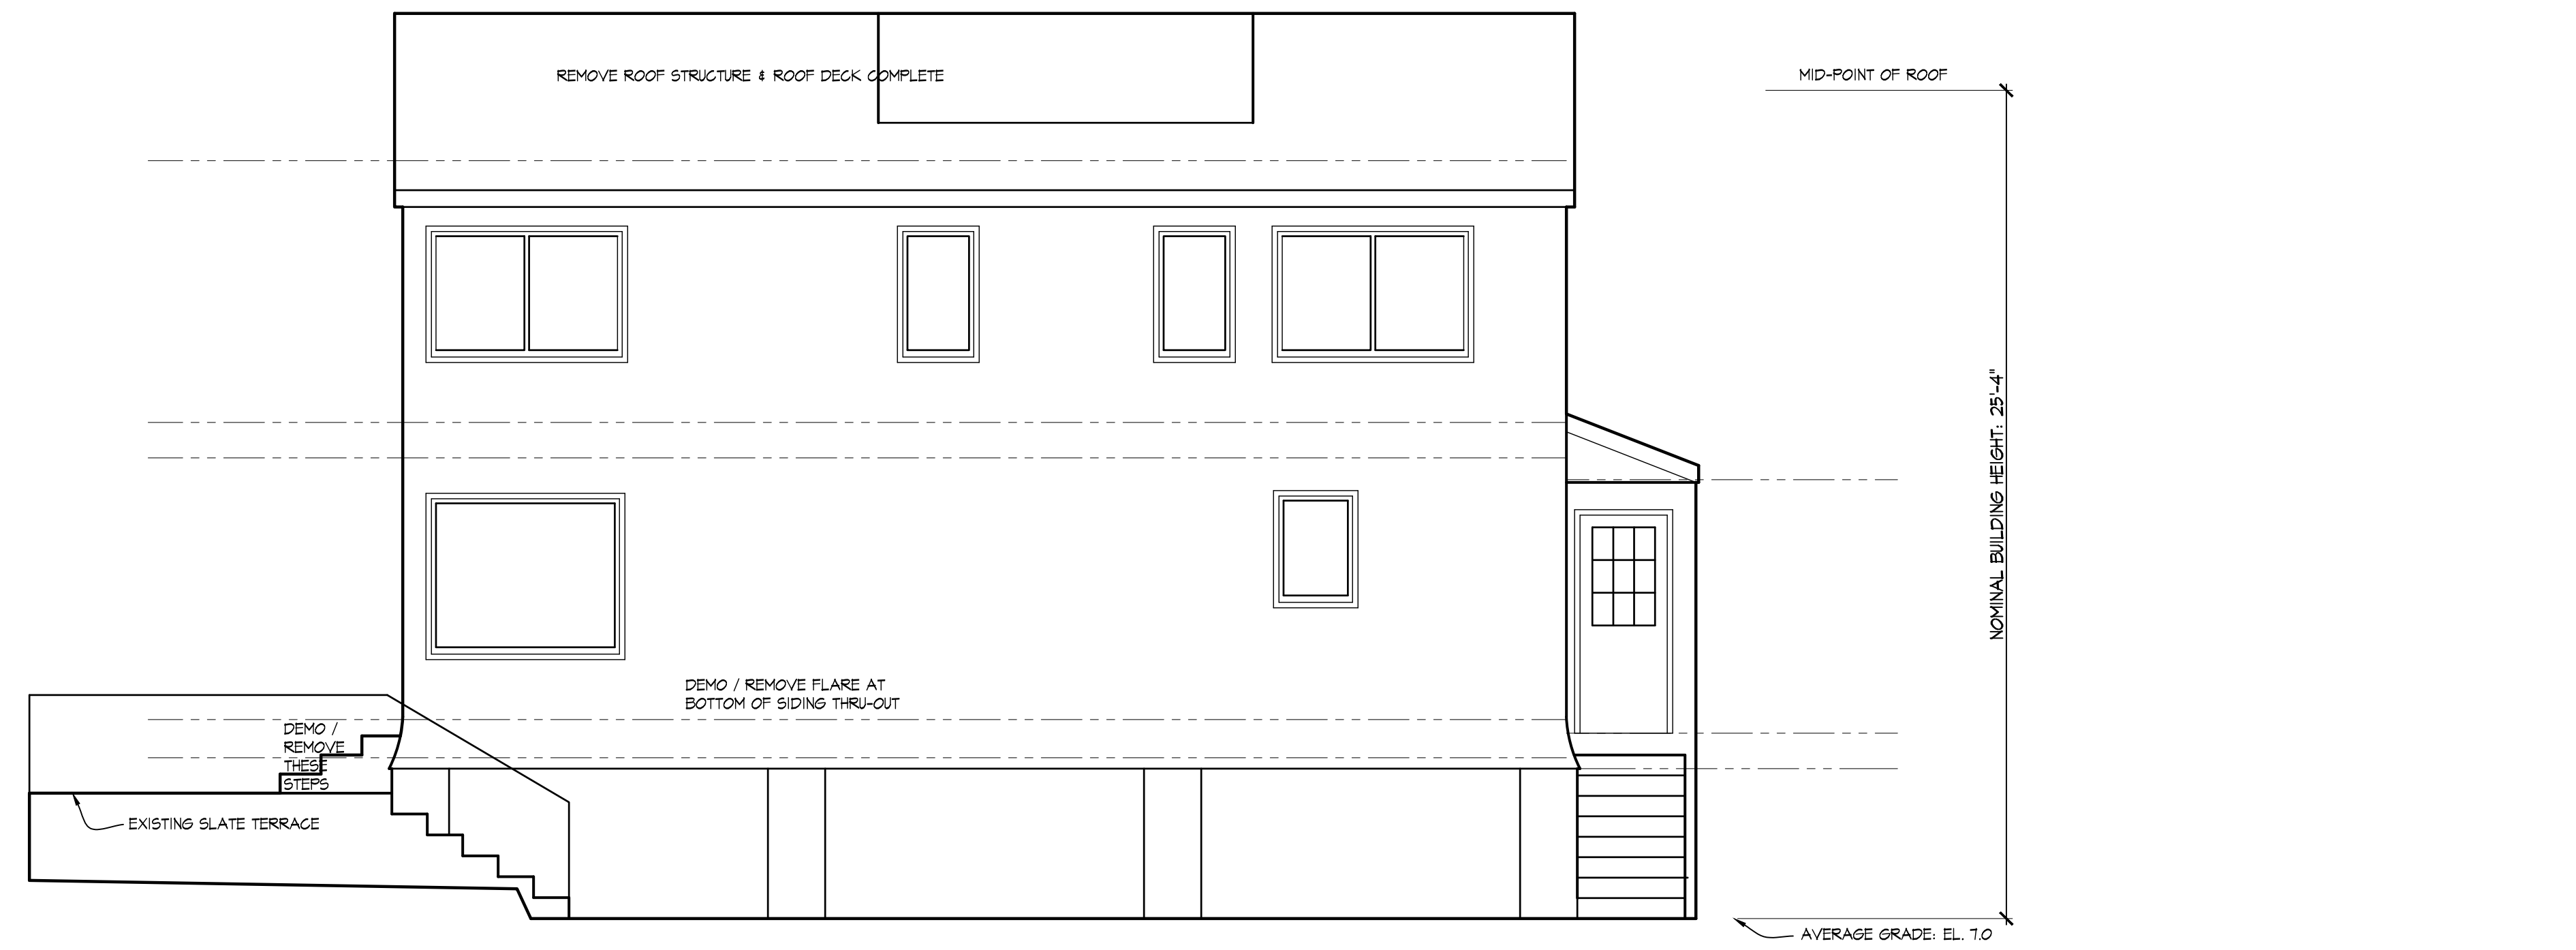 REMOVE ROOF STRUCTURE & ROOF DECK COMPLETE
MID-POINT OF ROOF
NOMINAL BUILDING HEIGHT: 25'-4"
DEMO / REMOVE FLARE AT
BOTTOM OF SIDING THRU-OUT
DEMO /
REMOVE
THESE
STEPS
EXISTING SLATE TERRACE
AVERAGE GRADE: EL. 7.0